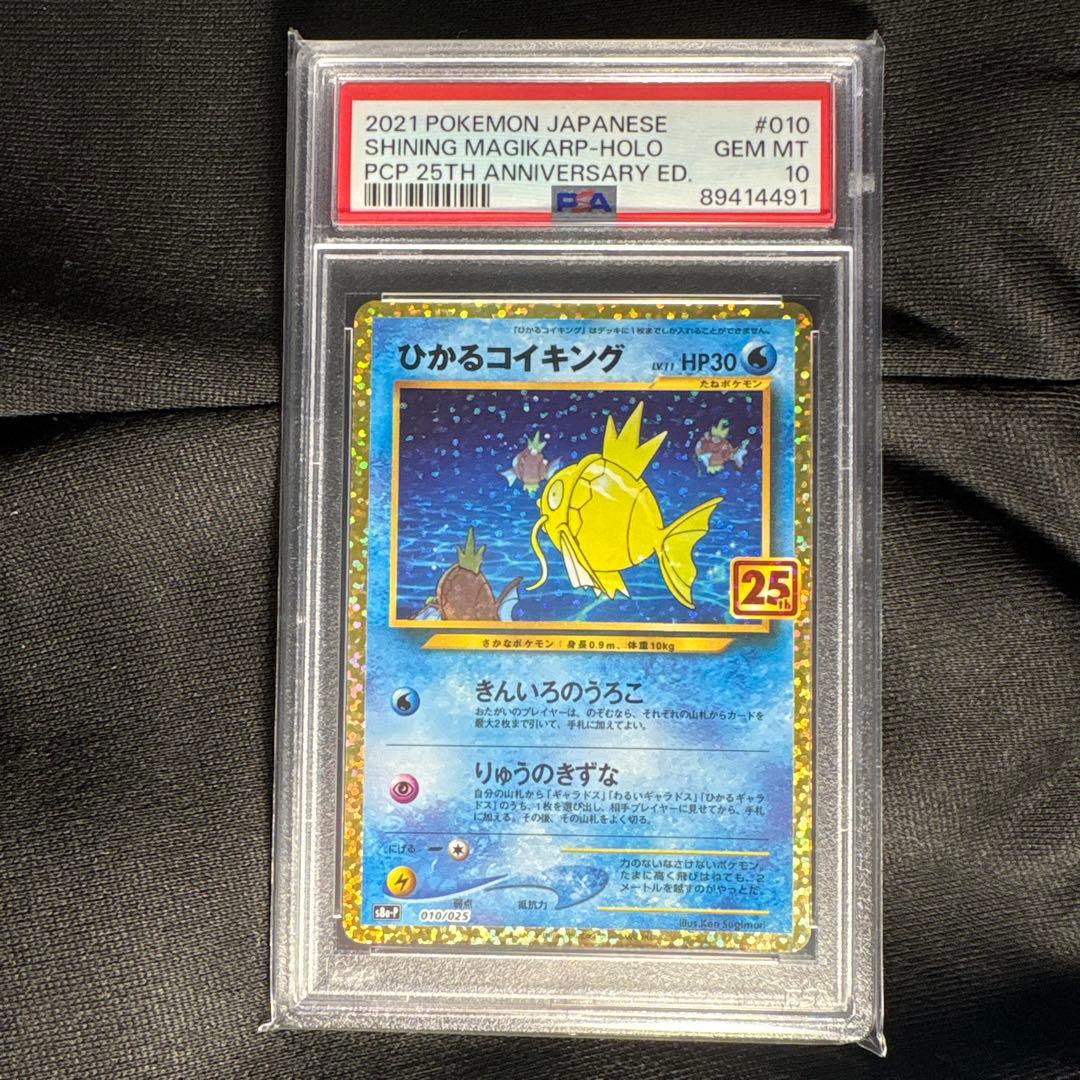 2021 POKEMON JAPANESE #010
SHINING MAGIKARP-HOLO GEM MT
PCP 25TH ANNIVERSARY ED. 10
PSA 89414491
「ひかるコイキング」はデッキに1枚までしか入れることができません。
ひかるコイキング LV.11 HP30
たねポケモン
25th
さかなポケモン:身長0.9m、体重10kg
きんいろのうろこ
おたがいのプレイヤーは、のぞむなら、それぞれの山札からカードを
最大2枚まで引いて、手札に加えてよい。
りゅうのきずな
自分の山札から「ギャラドス」「わるいギャラドス」「ひかるギャラ
ドス」のうち、1枚を選び出し、相手プレイヤーに見せてから、手札
に加える。その後、その山札をよく切る。
にげる
力のないなさけないポケモン。
たまに高く飛びはねても、2
メートルを越すのがやっとだ。
弱点 抵抗力
s8a-P 010/025
illus.Ken Sugimori